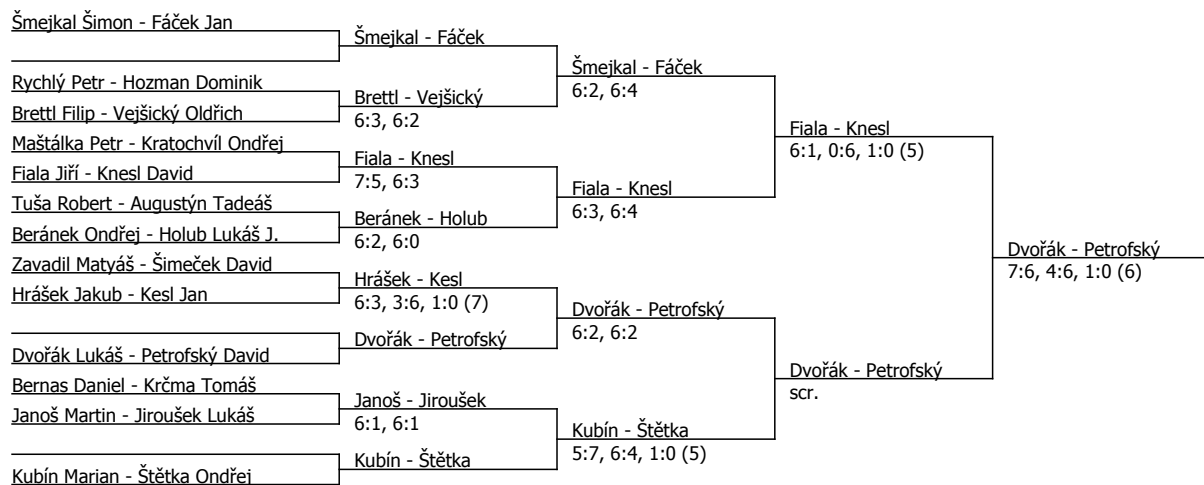 Šmejkal Šimon - Fáček Jan
Rychlý Petr - Hozman Dominik
Brettl Filip - Vejšický Oldřich
Maštálka Petr - Kratochvíl Ondřej
Fiala Jiří - Knesl David
Tuša Robert - Augustýn Tadeáš
Beránek Ondřej - Holub Lukáš J.
Zavadil Matyáš - Šimeček David
Hrášek Jakub - Kesl Jan
Dvořák Lukáš - Petrofský David
Bernas Daniel - Krčma Tomáš
Janoš Martin - Jiroušek Lukáš
Kubín Marian - Štětka Ondřej
Šmejkal - Fáček
Brettl - Vejšický
6:3, 6:2
Fiala - Knesl
7:5, 6:3
Beránek - Holub
6:2, 6:0
Hrášek - Kesl
6:3, 3:6, 1:0 (7)
Dvořák - Petrofský
Janoš - Jiroušek
6:1, 6:1
Kubín - Štětka
Šmejkal - Fáček
6:2, 6:4
Fiala - Knesl
6:3, 6:4
Dvořák - Petrofský
6:2, 6:2
Kubín - Štětka
5:7, 6:4, 1:0 (5)
Fiala - Knesl
6:1, 0:6, 1:0 (5)
Dvořák - Petrofský
scr.
Dvořák - Petrofský
7:6, 4:6, 1:0 (6)